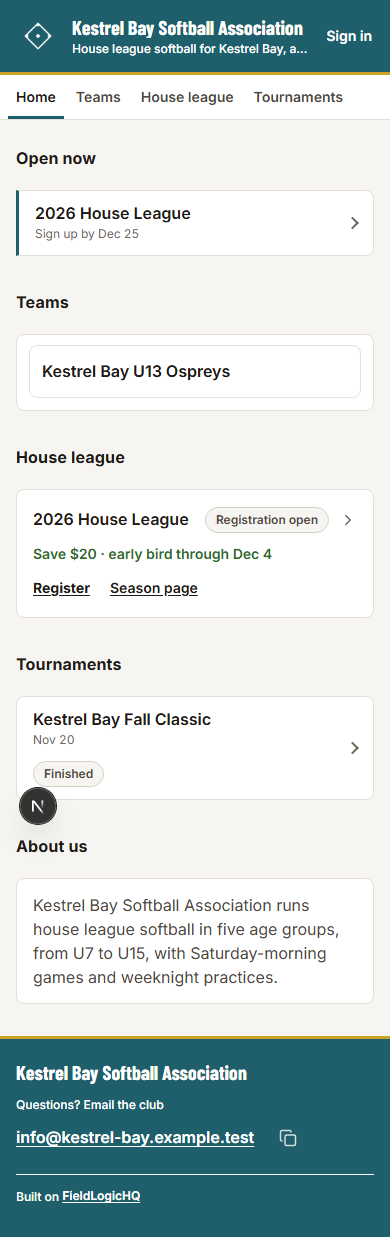 Kestrel Bay Softball Association
House league softball for Kestrel Bay, a...
Sign in
Home Teams House league Tournaments
Open now
2026 House League
Sign up by Dec 25
Teams
Kestrel Bay U13 Ospreys
House league
2026 House League Registration open
Save $20 · early bird through Dec 4
Register Season page
Tournaments
Kestrel Bay Fall Classic
Nov 20
Finished
N
About us
Kestrel Bay Softball Association runs
house league softball in five age groups,
from U7 to U15, with Saturday-morning
games and weeknight practices.
Kestrel Bay Softball Association
Questions? Email the club
info@kestrel-bay.example.test
Built on FieldLogicHQ